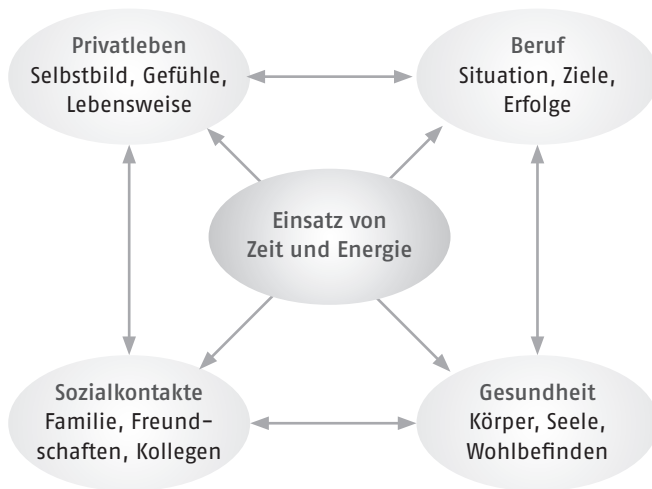 Privatleben
Selbstbild, Gefühle,
Lebensweise
Beruf
Situation, Ziele,
Erfolge
Einsatz von
Zeit und Energie
Sozialkontakte
Familie, Freund-
schaften, Kollegen
Gesundheit
Körper, Seele,
Wohlbefinden